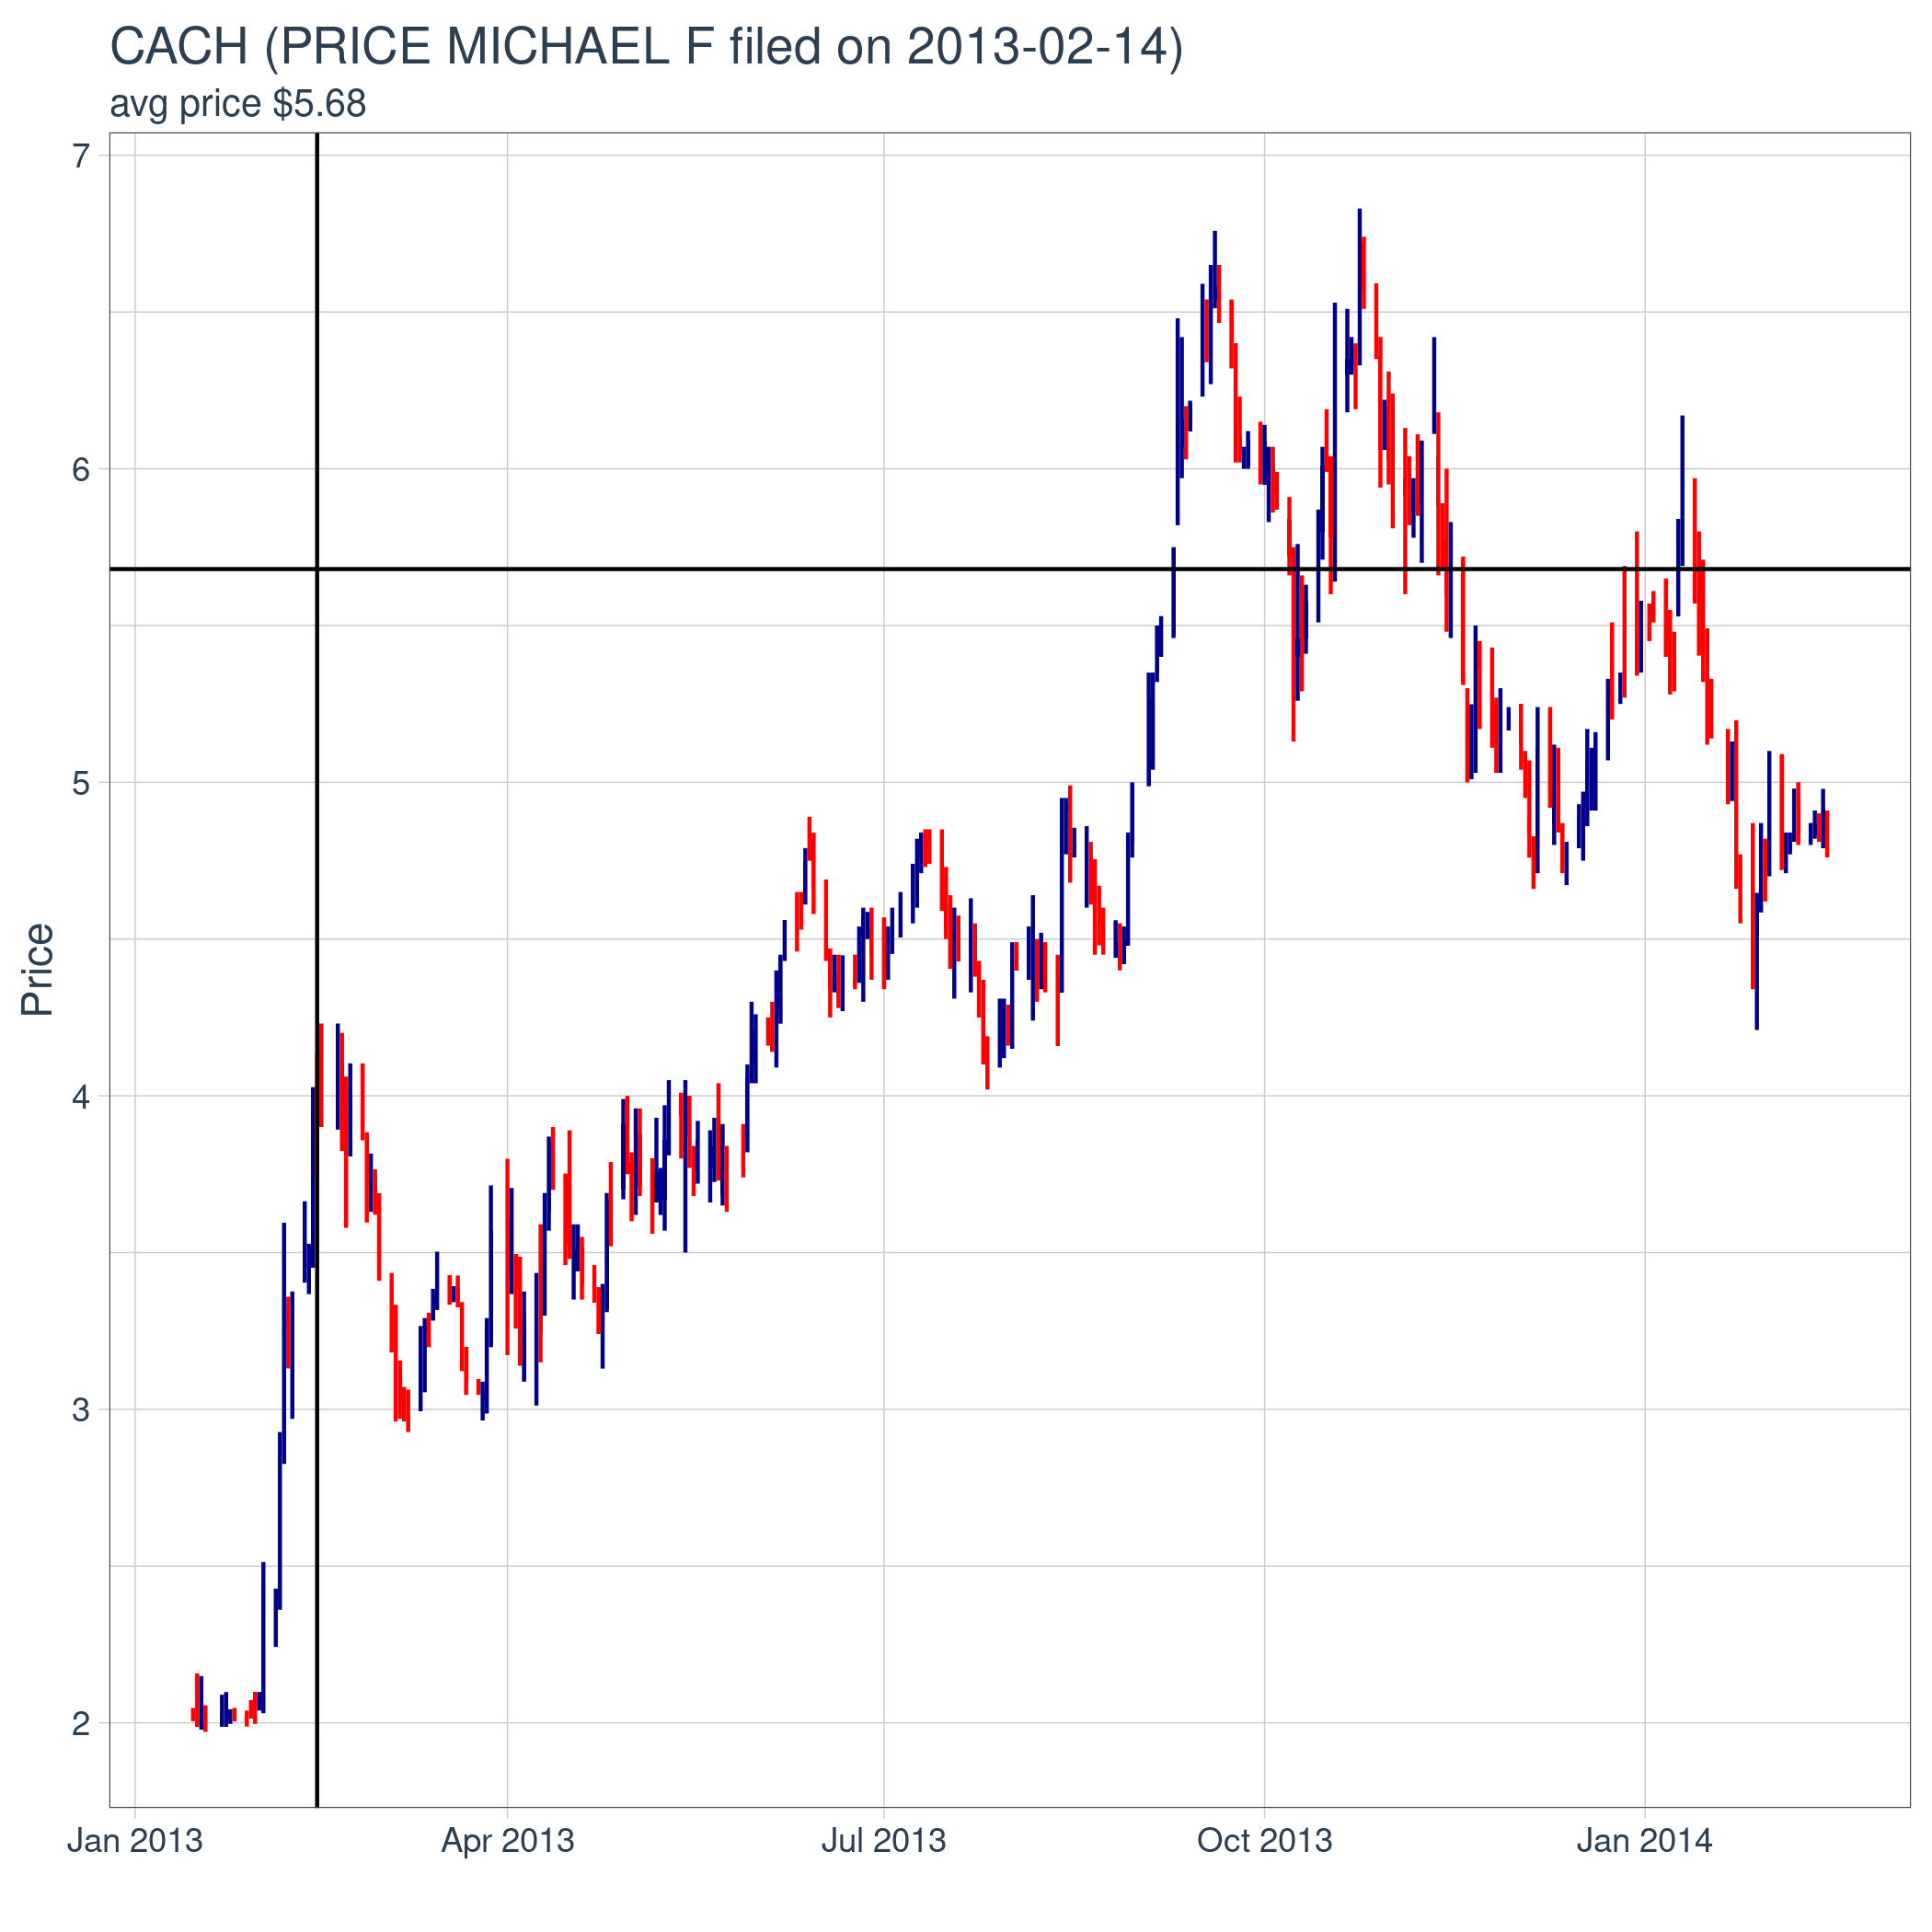 CACH (PRICE MICHAEL F filed on 2013-02-14)
avg price $5.68
7
6
5
4
3
2
Price
Jan 2013
Apr 2013
Jul 2013
Oct 2013
Jan 2014